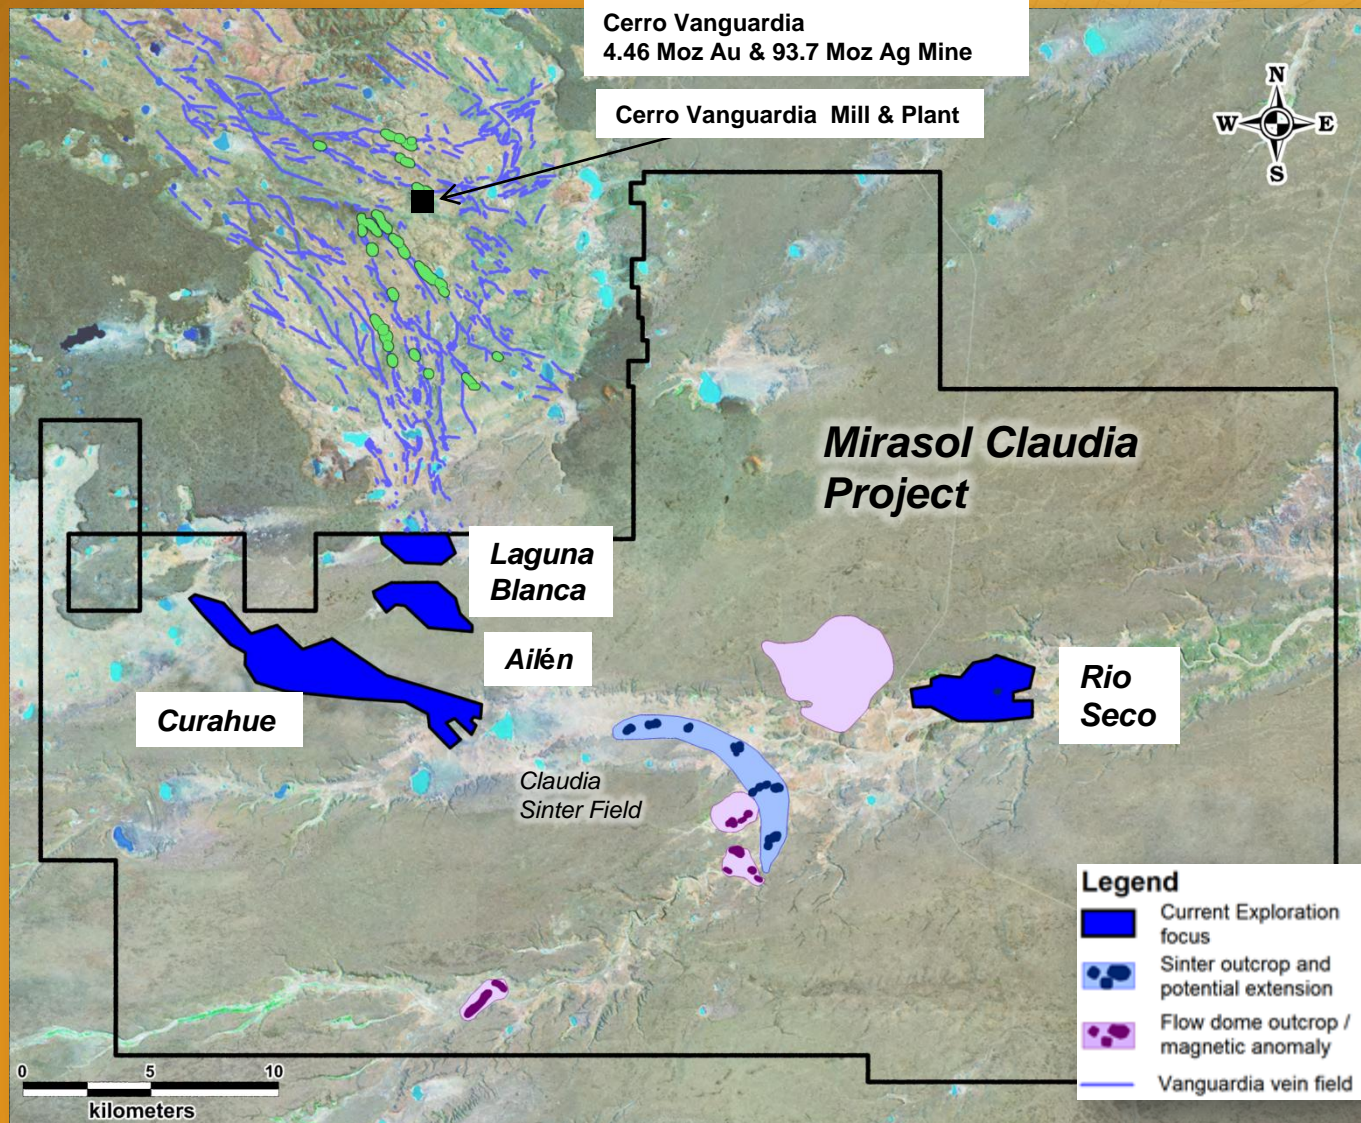 Cerro Vanguardia
4.46 Moz Au & 93.7 Moz Ag Mine
Cerro Vanguardia Mill & Plant
N
W E
S
Mirasol Claudia
Project
Laguna
Blanca
Ailén
Curahue
Rio
Seco
Claudia
Sinter Field
Legend
Current Exploration
focus
Sinter outcrop and
potential extension
Flow dome outcrop /
magnetic anomaly
Vanguardia vein field
0 5 10
kilometers